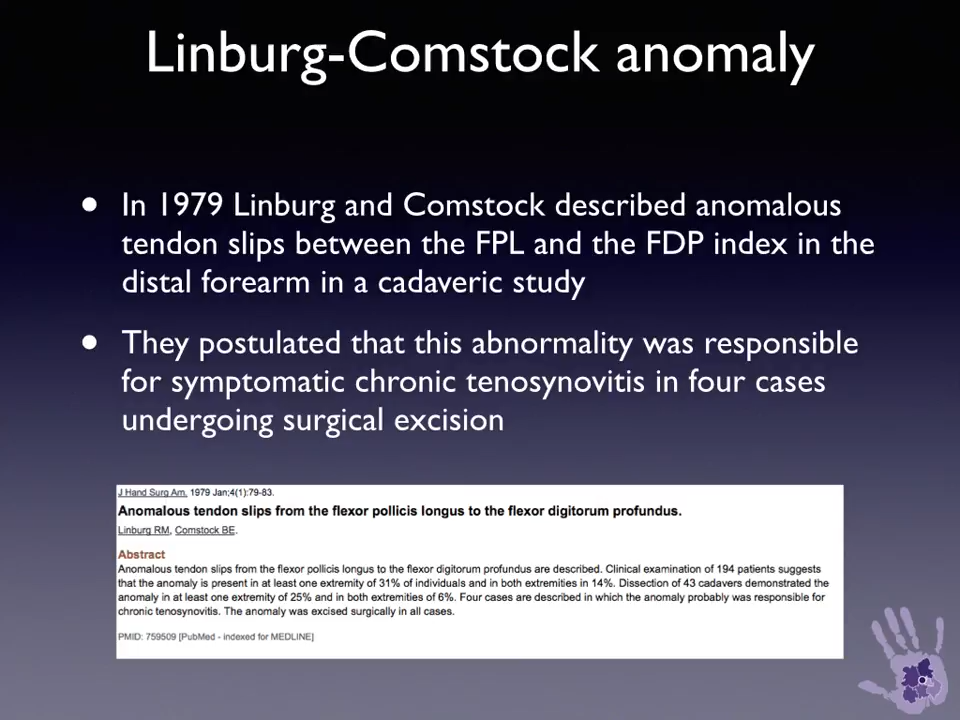 Linburg-Comstock anomaly
• In 1979 Linburg and Comstock described anomalous
tendon slips between the FPL and the FDP index in the
distal forearm in a cadaveric study
• They postulated that this abnormality was responsible
for symptomatic chronic tenosynovitis in four cases
undergoing surgical excision
J Hand Surg Am. 1979 Jan;4(1):79-83.
Anomalous tendon slips from the flexor pollicis longus to the flexor digitorum profundus.
Linburg RM, Comstock BE.
Abstract
Anomalous tendon slips from the flexor pollicis longus to the flexor digitorum profundus are described. Clinical examination of 194 patients suggests
that the anomaly is present in at least one extremity of 31% of individuals and in both extremities in 14%. Dissection of 43 cadavers demonstrated the
anomaly in at least one extremity of 25% and in both extremities of 6%. Four cases are described in which the anomaly probably was responsible for
chronic tenosynovitis. The anomaly was excised surgically in all cases.
PMID: 759509 [PubMed - indexed for MEDLINE]